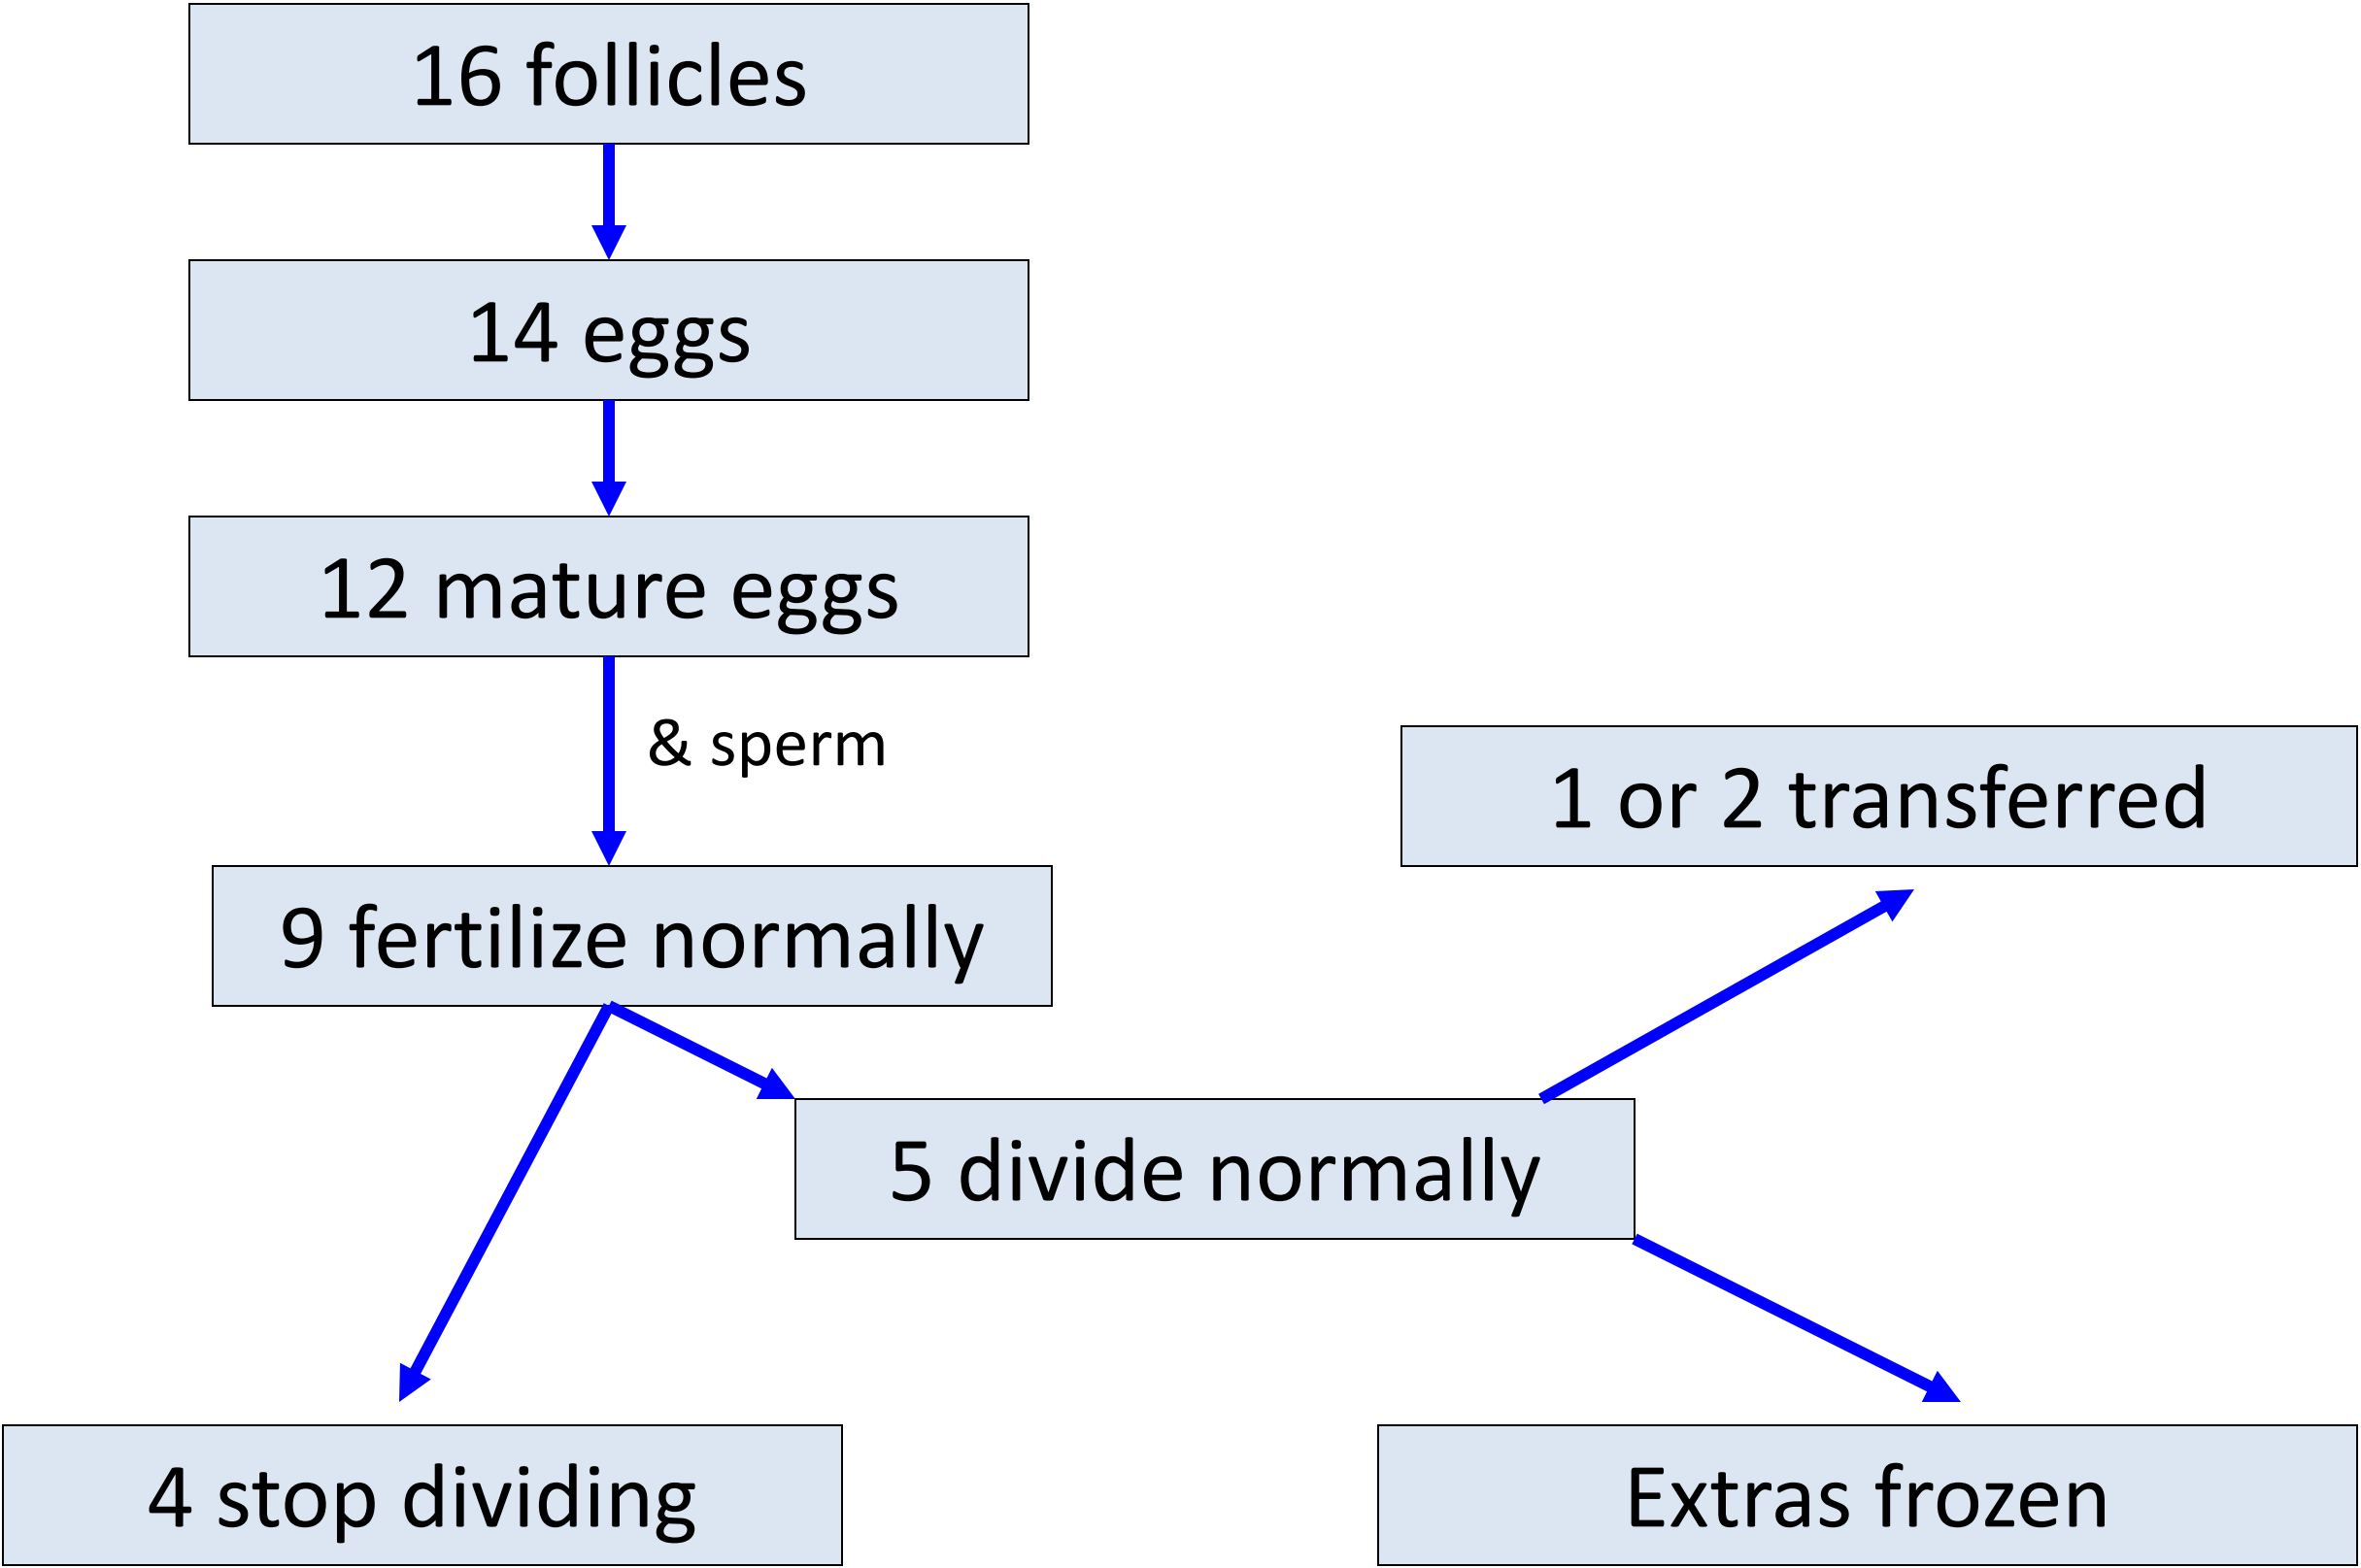 16 follicles
14 eggs
12 mature eggs
& sperm
1 or 2 transferred
9 fertilize normally
5 divide normally
4 stop dividing
Extras frozen